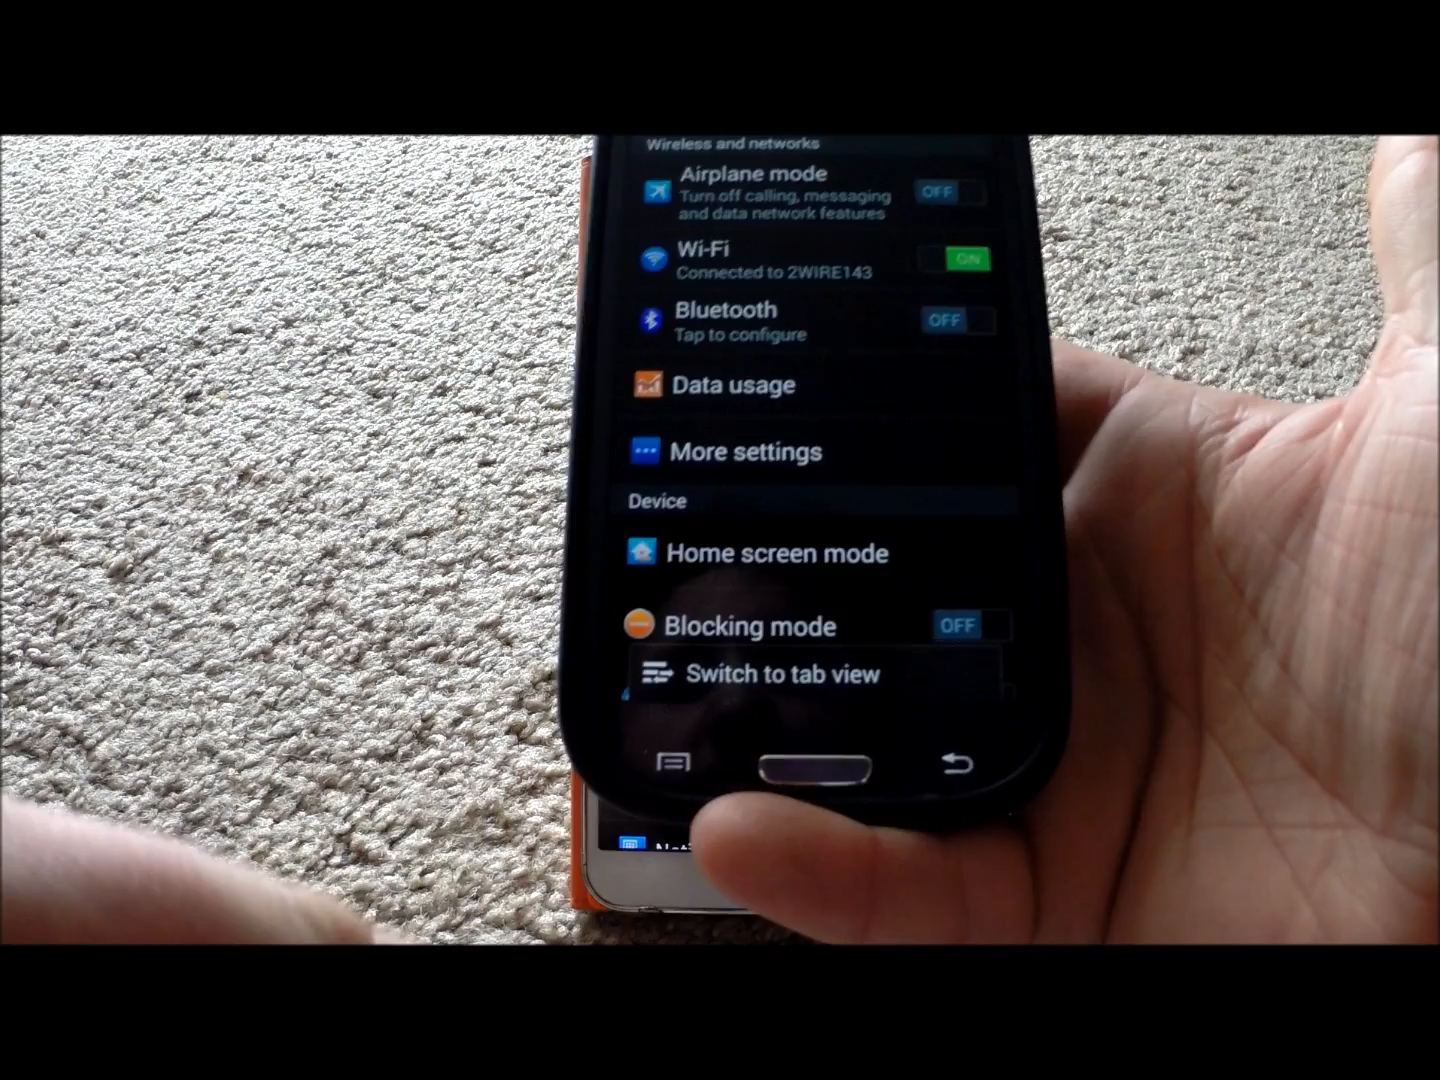 Wireless and networks
Airplane mode
OFF
Turn off calling, messaging
and data network features
Wi-Fi
ON
Connected to 2WIRE143
Bluetooth
OFF
Tap to configure
Data usage
More settings
Device
Home screen mode
Blocking mode
OFF
Switch to tab view